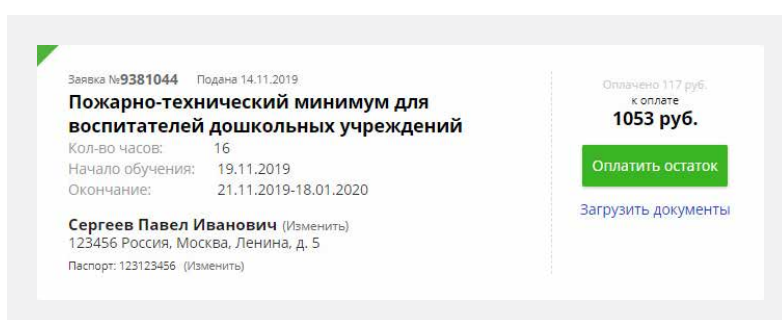 Заявка №9381044 Подана 14.11.2019
Пожарно-технический минимум для
воспитателей дошкольных учреждений
Кол-во часов: 16
Начало обучения: 19.11.2019
Окончание: 21.11.2019-18.01.2020
Сергеев Павел Иванович (Изменить)
123456 Россия, Москва, Ленина, д. 5
Паспорт: 123123456 (Изменить)
Оплачено 117 руб.
к оплате
1053 руб.
Оплатить остаток
Загрузить документы